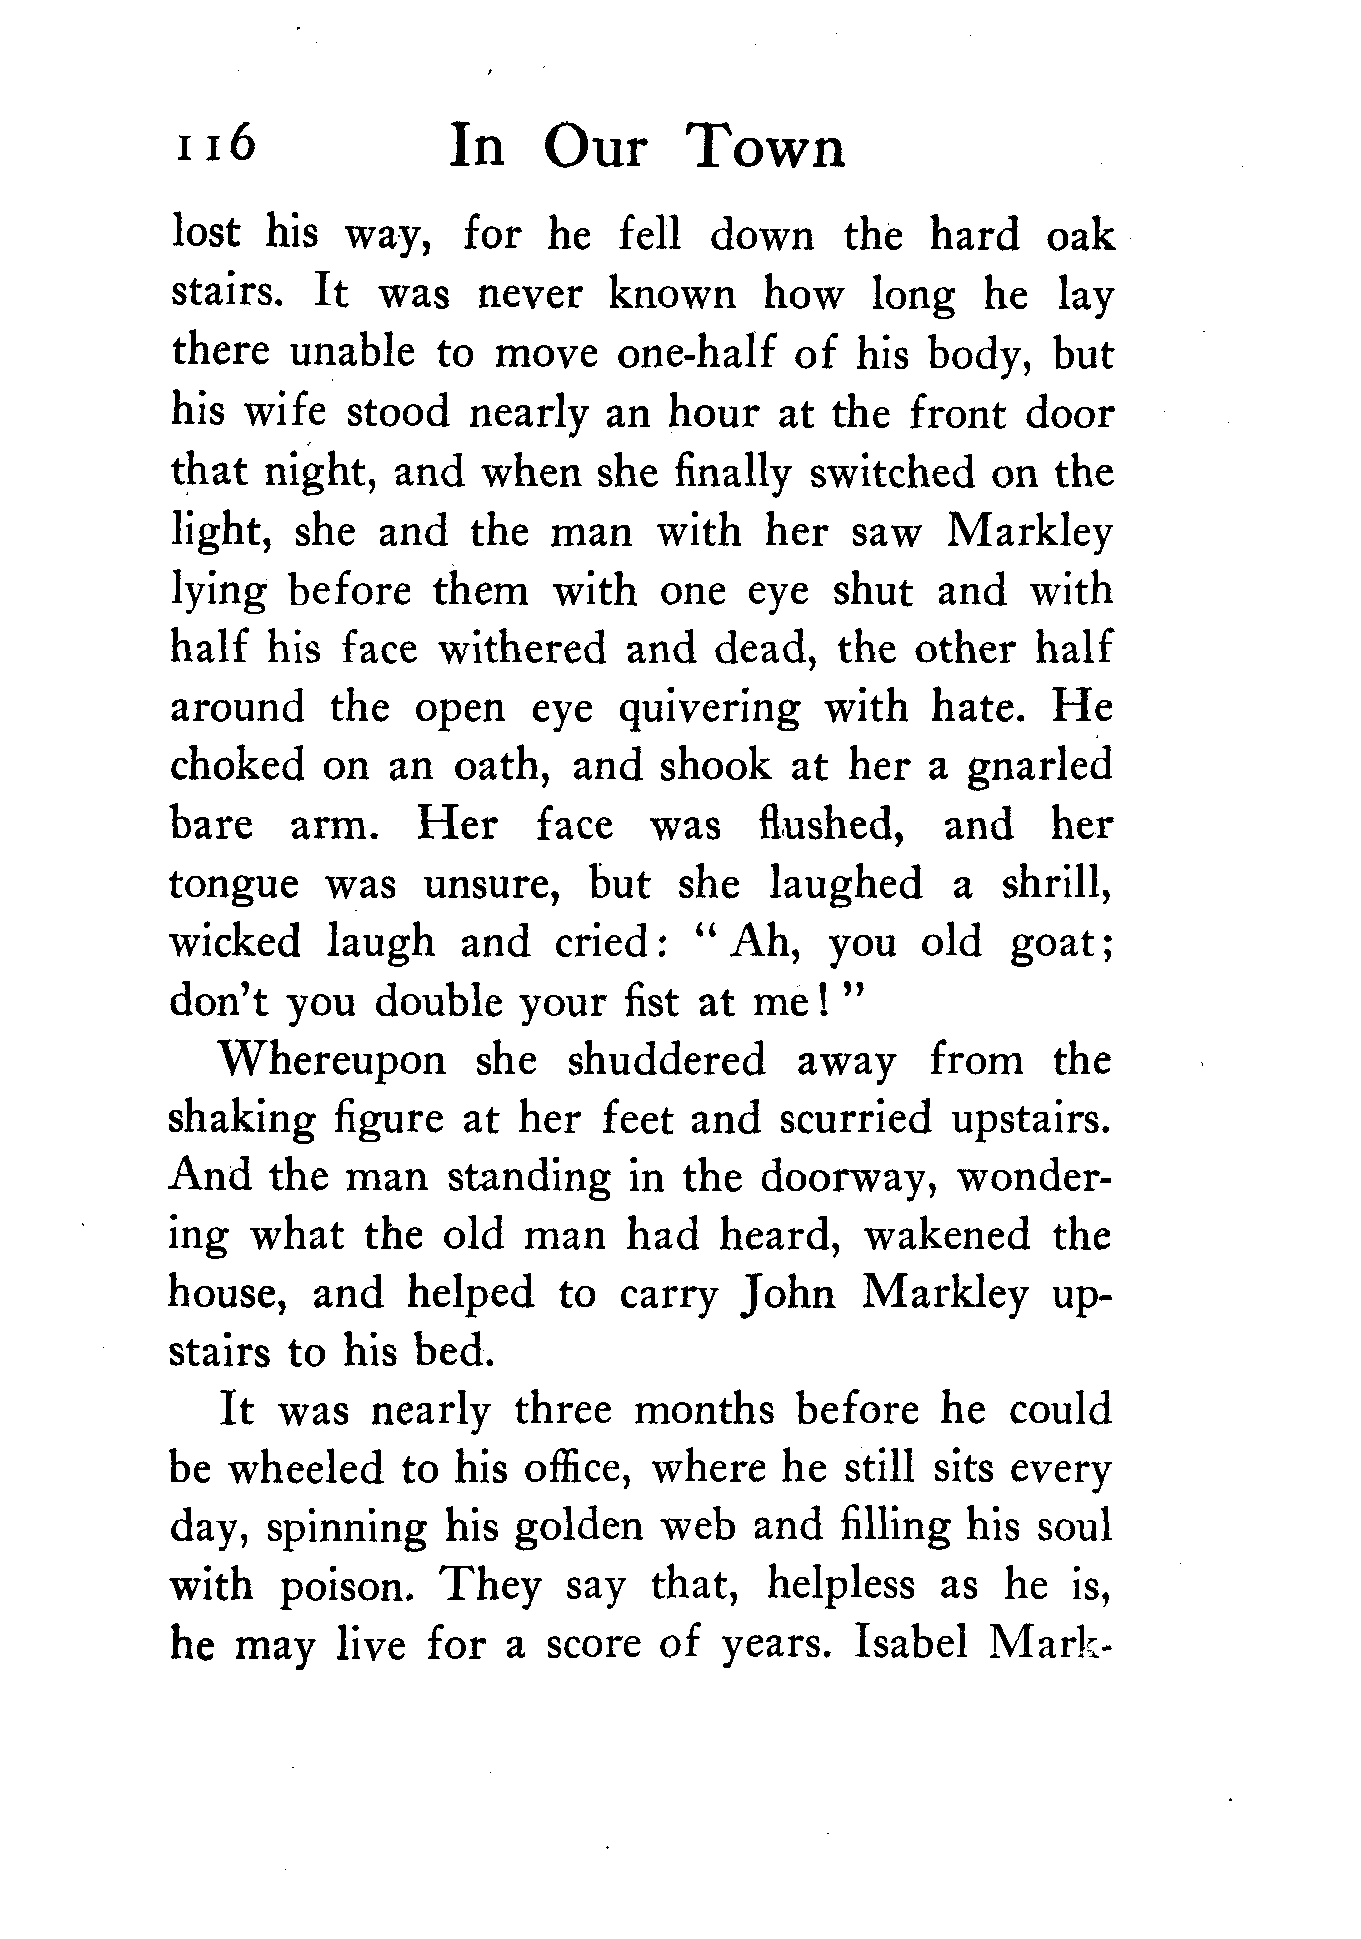 116 In Our Town
lost his way, for he fell down the hard oak
stairs. It was never known how long he lay
there unable to move one-half of his body, but
his wife stood nearly an hour at the front door
that night, and when she finally switched on the
light, she and the man with her saw Markley
lying before them with one eye shut and with
half his face withered and dead, the other half
around the open eye quivering with hate. He
choked on an oath, and shook at her a gnarled
bare arm. Her face was flushed, and her
tongue was unsure, but she laughed a shrill,
wicked laugh and cried: “ Ah, you old goat;
don't you double your fist at me! ”
Whereupon she shuddered away from the
shaking figure at her feet and scurried upstairs.
And the man standing in the doorway, wonder-
ing what the old man had heard, wakened the
house, and helped to carry John Markley up-
stairs to his bed.
It was nearly three months before he could
be wheeled to his office, where he still sits every
day, spinning his golden web and filling his soul
with poison. They say that, helpless as he is,
he may live for a score of years. Isabel Mark-